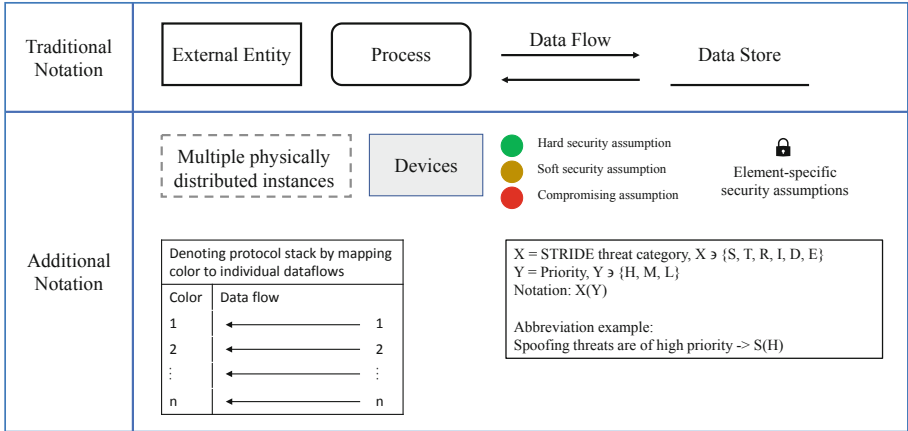 Traditional
Notation
External Entity
Process
Data Flow
Data Store
Additional
Notation
Multiple physically
distributed instances
Devices
Hard security assumption
Soft security assumption
Compromising assumption
Element-specific
security assumptions
Denoting protocol stack by mapping
color to individual dataflows
Color Data flow
1 1
2 2
⋮ ⋮
n n
X = STRIDE threat category, X ∍ {S, T, R, I, D, E}
Y = Priority, Y ∍ {H, M, L}
Notation: X(Y)
Abbreviation example:
Spoofing threats are of high priority -> S(H)